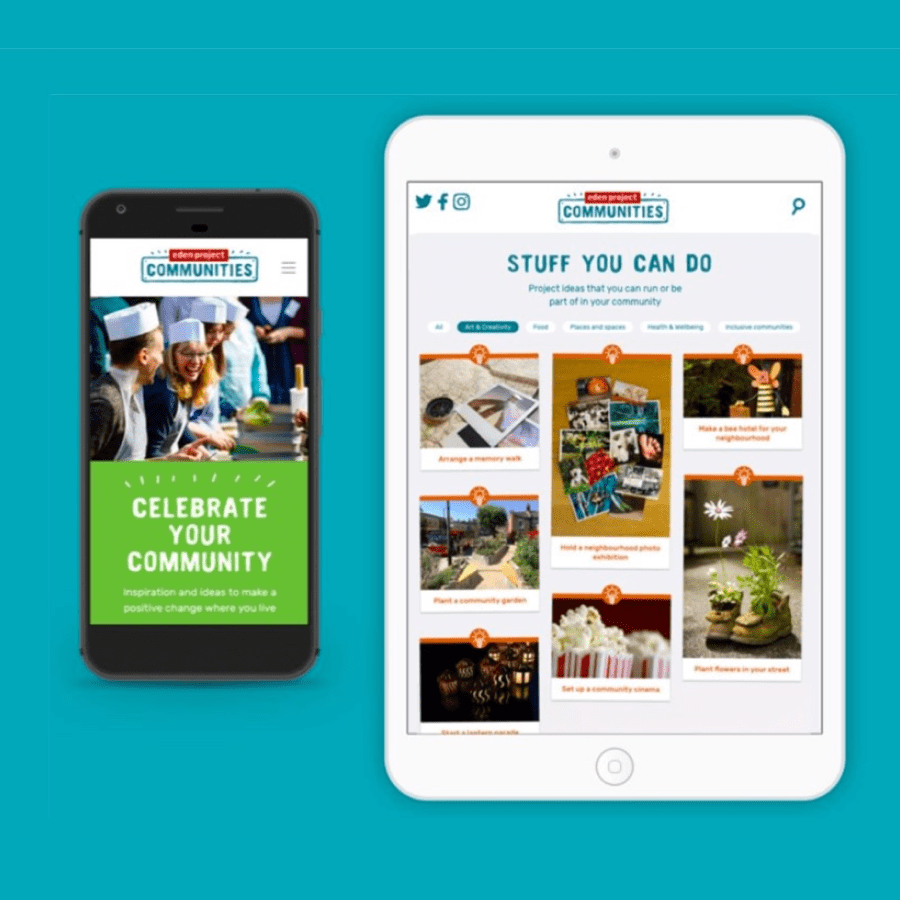 eden project
COMMUNITIES
CELEBRATE
YOUR
COMMUNITY
Inspiration and ideas to make a
positive change where you live
eden project
COMMUNITIES
STUFF YOU CAN DO
Project ideas that you can run or be
part of in your community
All Art & Creativity Food Places and spaces Health & Wellbeing Inclusive communities
Arrange a memory walk
Plant a community garden
Start a lantern parade
Hold a neighbourhood photo
exhibition
Set up a community cinema
Make a bee hotel for your
neighbourhood
Plant flowers in your street